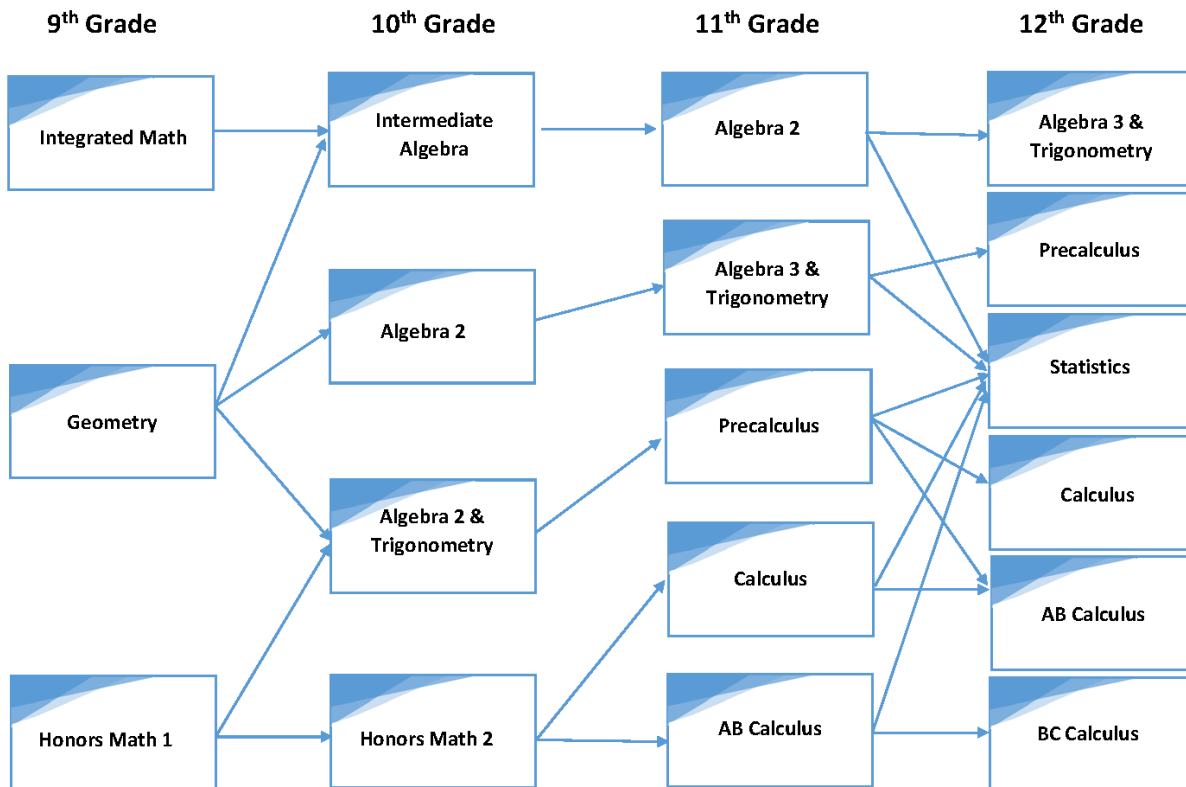 9th Grade
10th Grade
11th Grade
12th Grade
Integrated Math
Intermediate
Algebra
Algebra 2
Algebra 3 &
Trigonometry
Precalculus
Algebra 2
Algebra 3 &
Trigonometry
Statistics
Geometry
Precalculus
Algebra 2 &
Trigonometry
Calculus
Calculus
AB Calculus
Honors Math 1
Honors Math 2
AB Calculus
BC Calculus